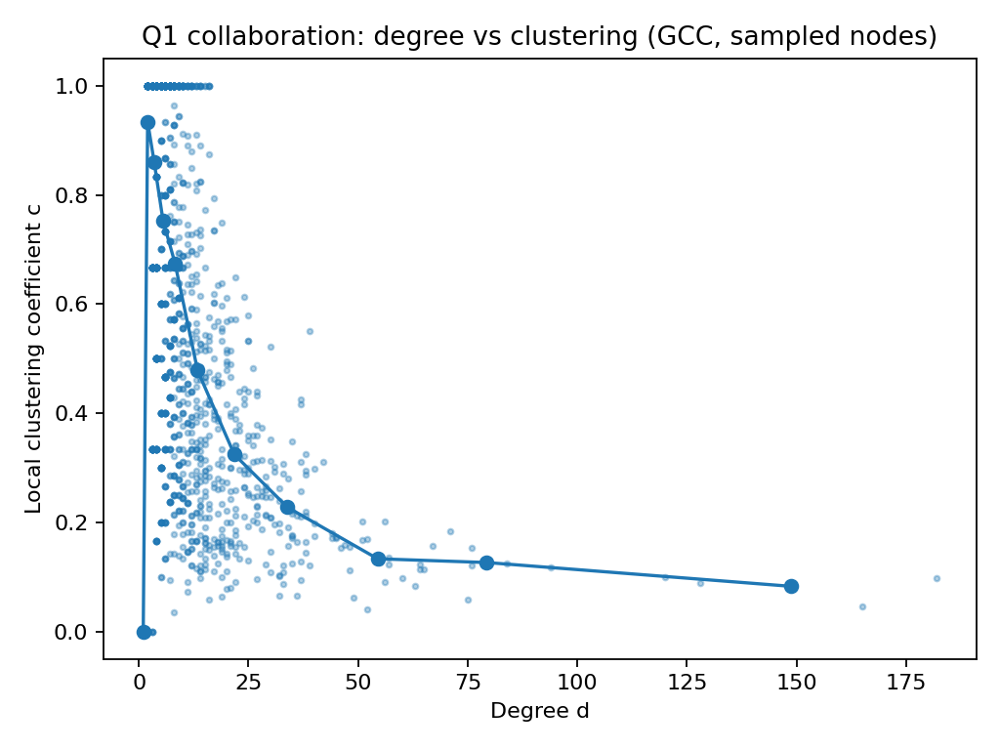 Q1 collaboration: degree vs clustering (GCC, sampled nodes)
Local clustering coefficient c
1.0
0.8
0.6
0.4
0.2
0.0
0 25 50 75 100 125 150 175
Degree d